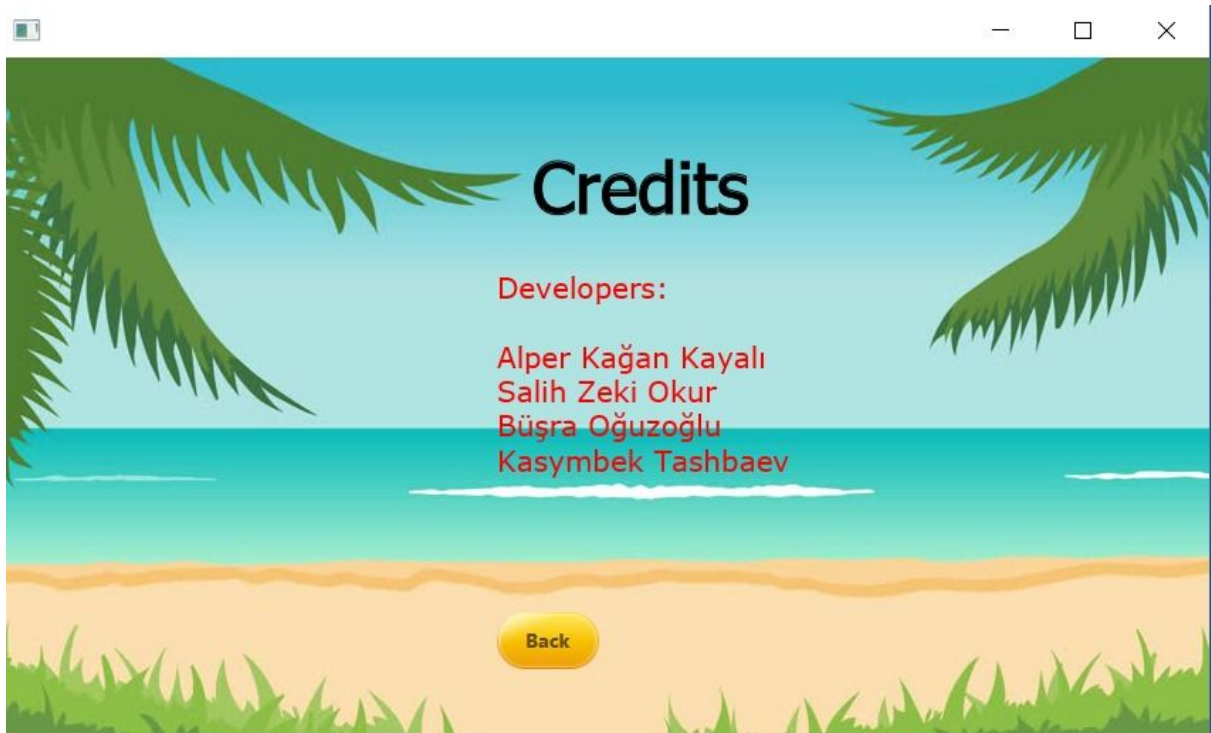 Credits
Developers:
Alper Kağan Kayalı
Salih Zeki Okur
Büşra Oğuzoğlu
Kasymbek Tashbaev
Back